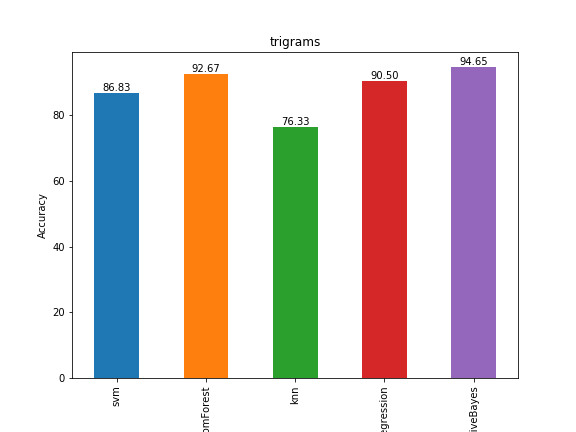 trigrams
94.65
92.67
90.50
86.83
76.33
Accuracy
80
60
40
20
0
svm
omForest
knn
egression
iveBayes